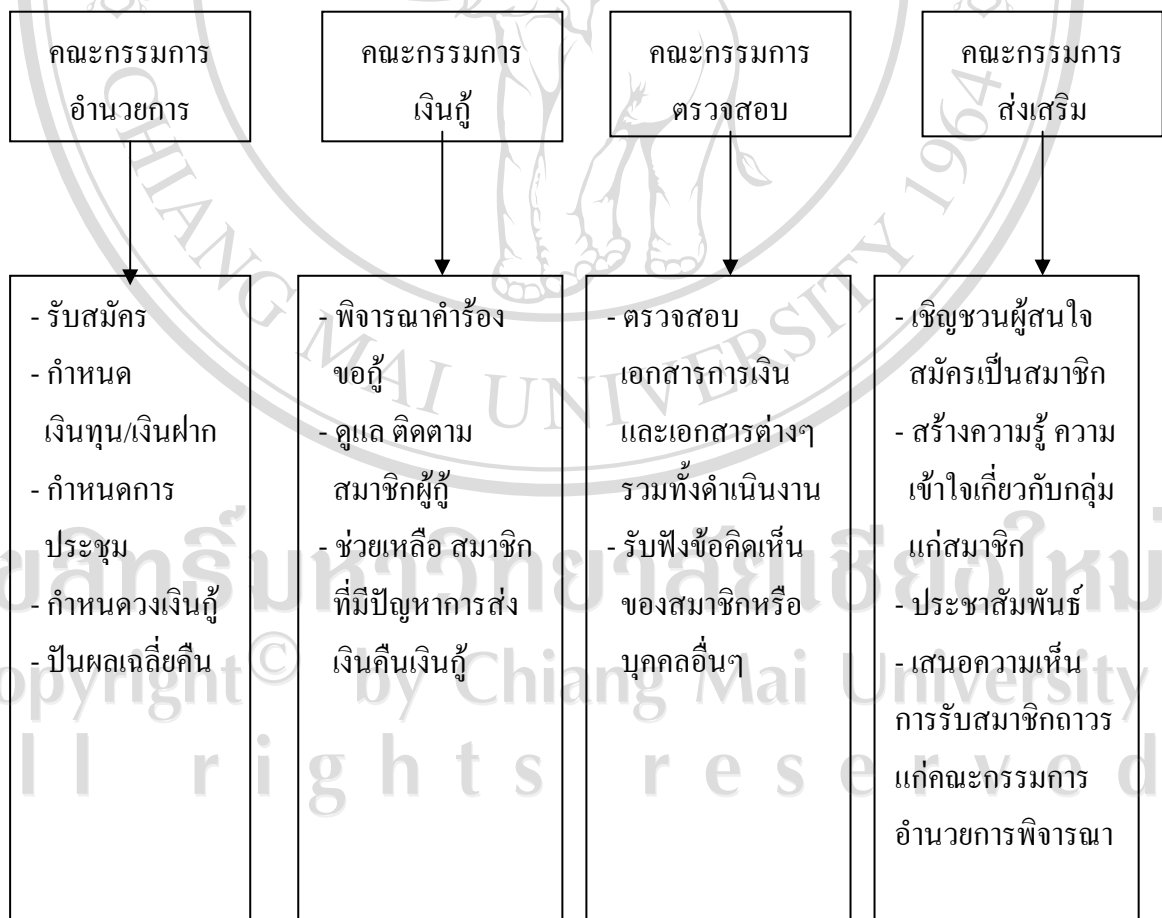 คณะกรรมการ
อำนวยการ
คณะกรรมการ
เงินกู้
คณะกรรมการ
ตรวจสอบ
คณะกรรมการ
ส่งเสริม
- รับสมัคร
- กำหนด
เงินทุน/เงินฝาก
- กำหนดการ
ประชุม
- กำหนดวงเงินกู้
- ปันผลเฉลี่ยคืน
- พิจารณาคำร้อง
ขอกู้
- ดูแล ติดตาม
สมาชิกผู้กู้
- ช่วยเหลือ สมาชิก
ที่มีปัญหาการส่ง
เงินคืนเงินกู้
- ตรวจสอบ
เอกสารการเงิน
และเอกสารต่างๆ
รวมทั้งดำเนินงาน
- รับฟังข้อคิดเห็น
ของสมาชิกหรือ
บุคคลอื่นๆ
- เชิญชวนผู้สนใจ
สมัครเป็นสมาชิก
- สร้างความรู้ ความ
เข้าใจเกี่ยวกับกลุ่ม
แก่สมาชิก
- ประชาสัมพันธ์
- เสนอความเห็น
การรับสมาชิกถาวร
แก่คณะกรรมการ
อำนวยการพิจารณา
CHIANG MAI UNIVERSITY 1964
ขสิทธิ์มหาวิทยาลัยเชียงใหม่
opyright© by Chiang Mai University
ll rights reserved